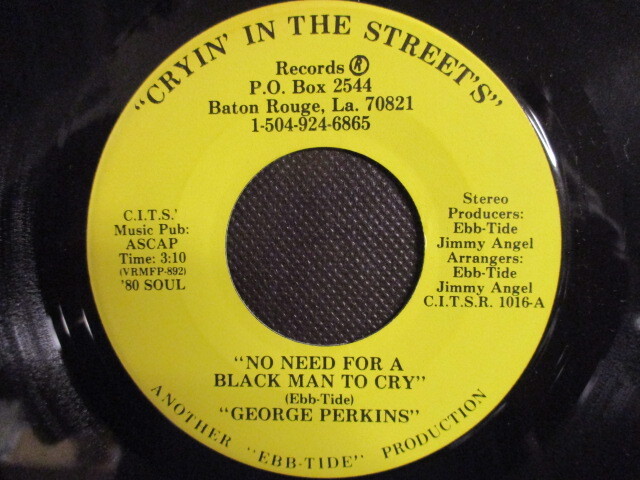 "CRYIN' IN THE STREET'S"
Records ®
P.O. Box 2544
Baton Rouge, La. 70821
1-504-924-6865
C.I.T.S.'
Music Pub:
ASCAP
Time: 3:10
(VRMFP-892)
'80 SOUL
Stereo
Producers:
Ebb-Tide
Jimmy Angel
Arrangers:
Ebb-Tide
Jimmy Angel
C.I.T.S.R. 1016-A
"NO NEED FOR A
BLACK MAN TO CRY"
(Ebb-Tide)
"GEORGE PERKINS"
ANOTHER "EBB-TIDE" PRODUCTION